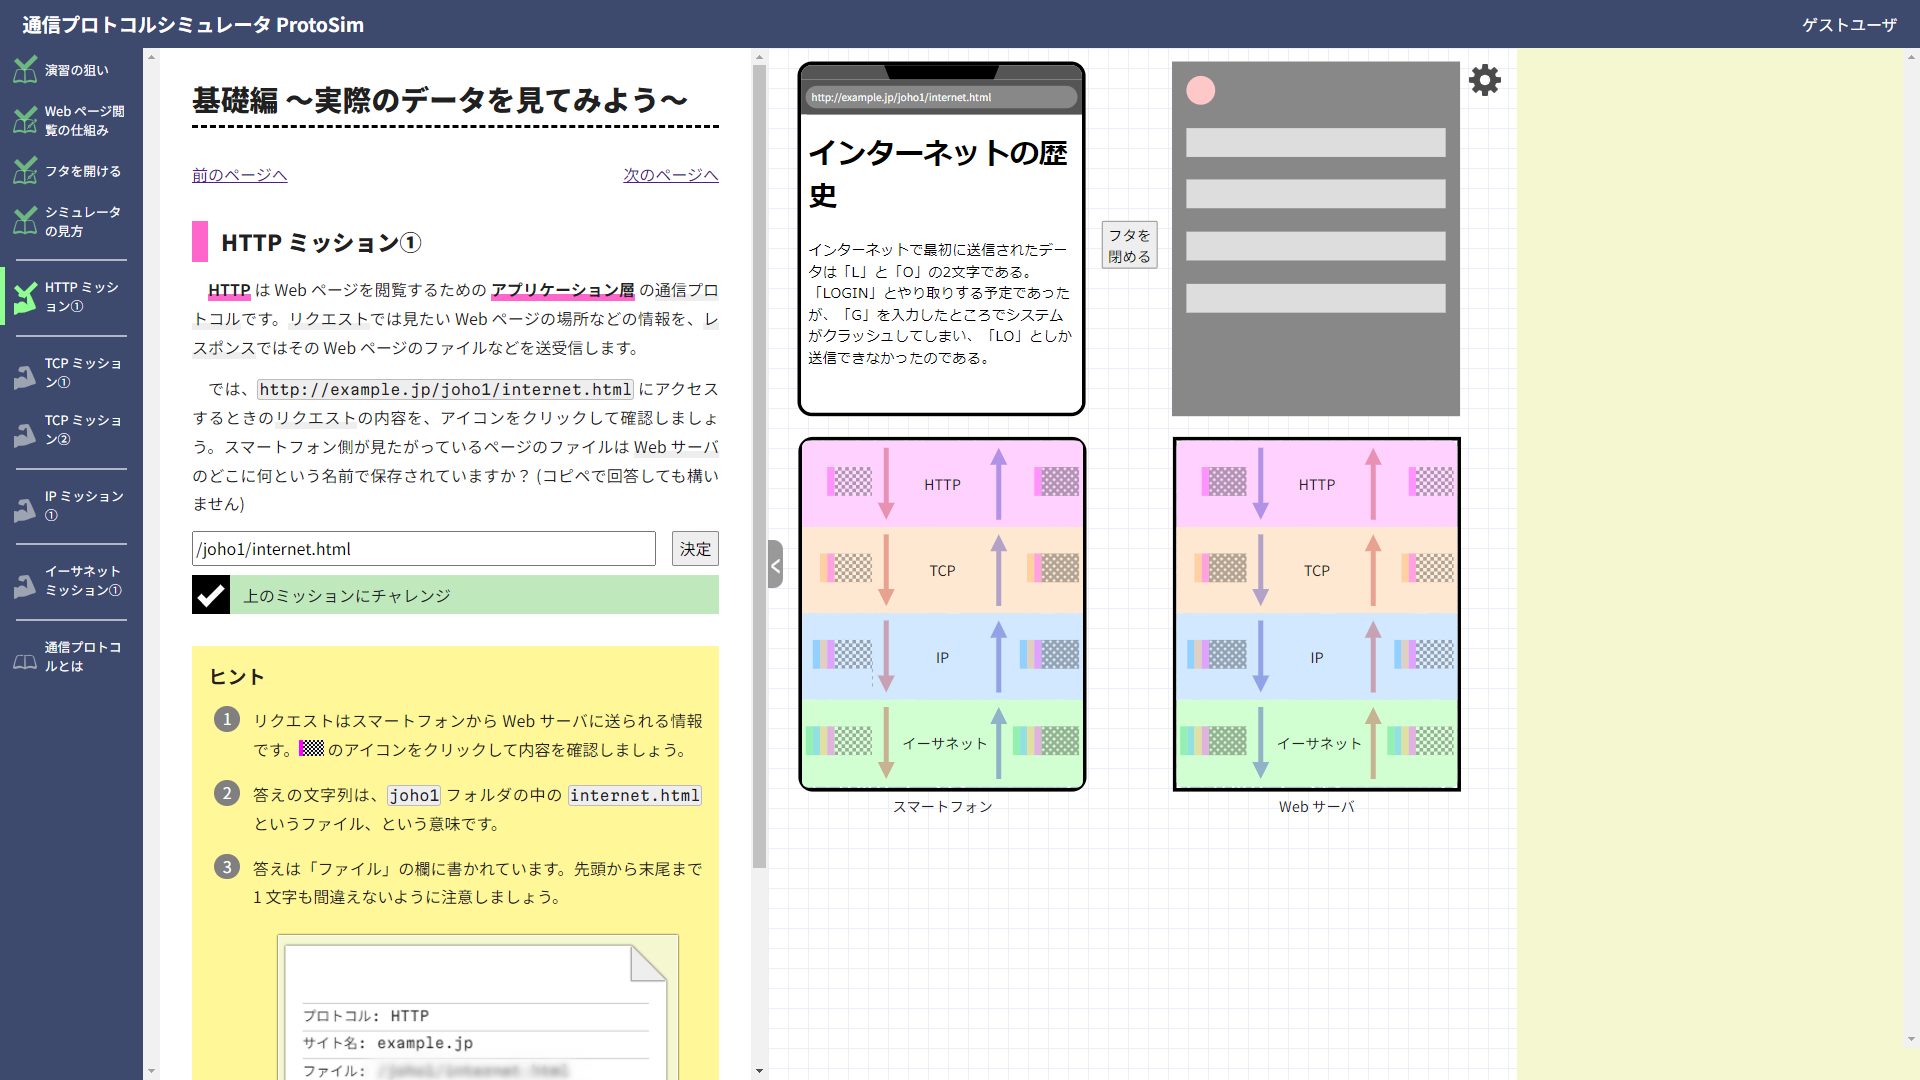 通信プロトコルシミュレータ ProtoSim
ゲストユーザ
演習の狙い
Web ページ閲
覧の仕組み
フタを開ける
シミュレータ
の見方
HTTP ミッシ
ョン①
TCP ミッショ
ン①
TCP ミッショ
ン②
IP ミッション
①
イーサネット
ミッション①
通信プロトコ
ルとは
基礎編 ～実際のデータを見てみよう～
前のページへ
次のページへ
HTTP ミッション①
HTTP は Web ページを閲覧するための アプリケーション層 の通信プロ
トコルです。リクエストでは見たい Web ページの場所などの情報を、レ
スポンスではその Web ページのファイルなどを送受信します。
では、http://example.jp/joho1/internet.html にアクセス
するときのリクエストの内容を、アイコンをクリックして確認しましょ
う。スマートフォン側が見たがっているページのファイルは Web サーバ
のどこに何という名前で保存されていますか？ (コピペで回答しても構い
ません)
/joho1/internet.html
決定
上のミッションにチャレンジ
ヒント
1 リクエストはスマートフォンから Web サーバに送られる情報
です。 のアイコンをクリックして内容を確認しましょう。
2 答えの文字列は、joho1 フォルダの中の internet.html
というファイル、という意味です。
3 答えは「ファイル」の欄に書かれています。先頭から末尾まで
1 文字も間違えないように注意しましょう。
プロトコル: HTTP
サイト名: example.jp
ファイル: /joho1/internet.html
http://example.jp/joho1/internet.html
インターネットの歴
史
インターネットで最初に送信されたデー
タは「L」と「O」の2文字である。
「LOGIN」とやり取りする予定であった
が、「G」を入力したところでシステム
がクラッシュしてしまい、「LO」としか
送信できなかったのである。
フタを
閉める
HTTP
TCP
IP
イーサネット
スマートフォン
HTTP
TCP
IP
イーサネット
Web サーバ